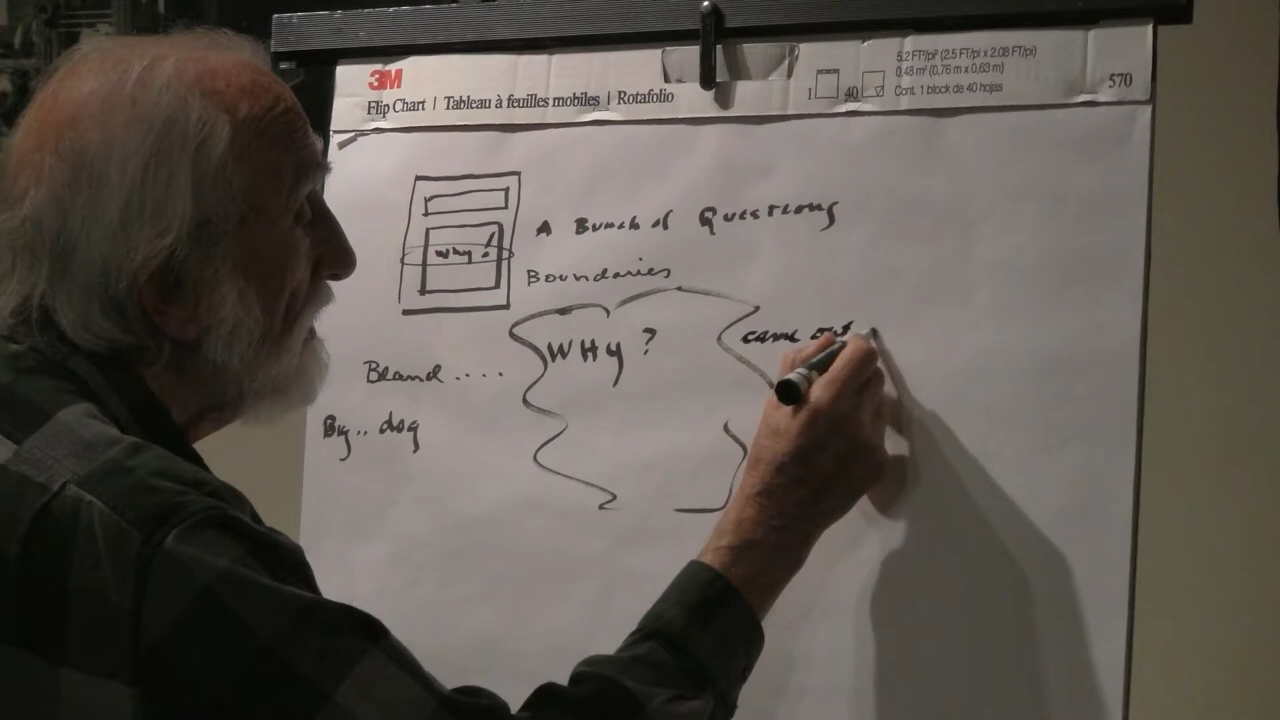 3M
Flip Chart | Tableau à feuilles mobiles | Rotafolio
1 40
5.2 FT²/pi² (2.5 FT/pi x 2.08 FT/pi)
0,48 m² (0,76 m x 0,63 m)
Cont. 1 block de 40 hojas
570
Why?
A Bunch of Questions
Boundaries
WHY?
came out
Bland....
Big.. dog